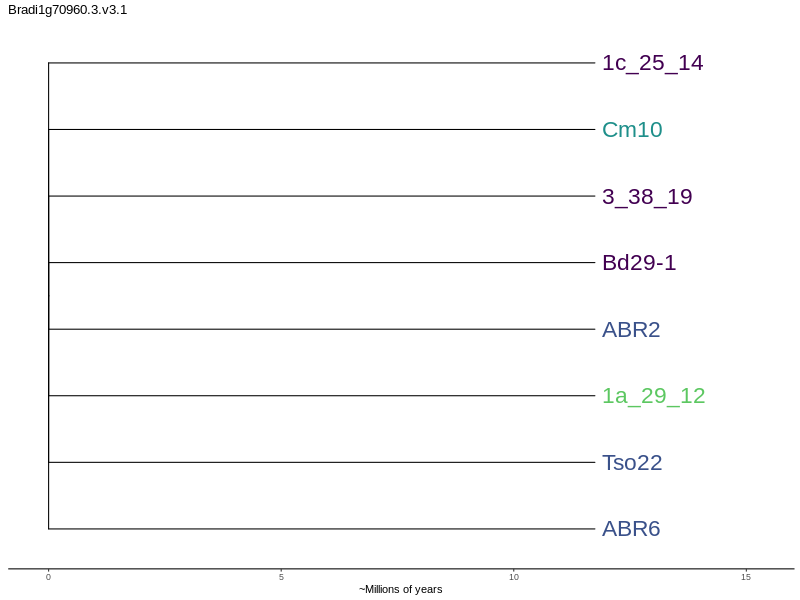 Bradi1g70960.3.v3.1
1c_25_14
Cm10
3_38_19
Bd29-1
ABR2
1a_29_12
Tso22
ABR6
0 5 10 15
~Millions of years